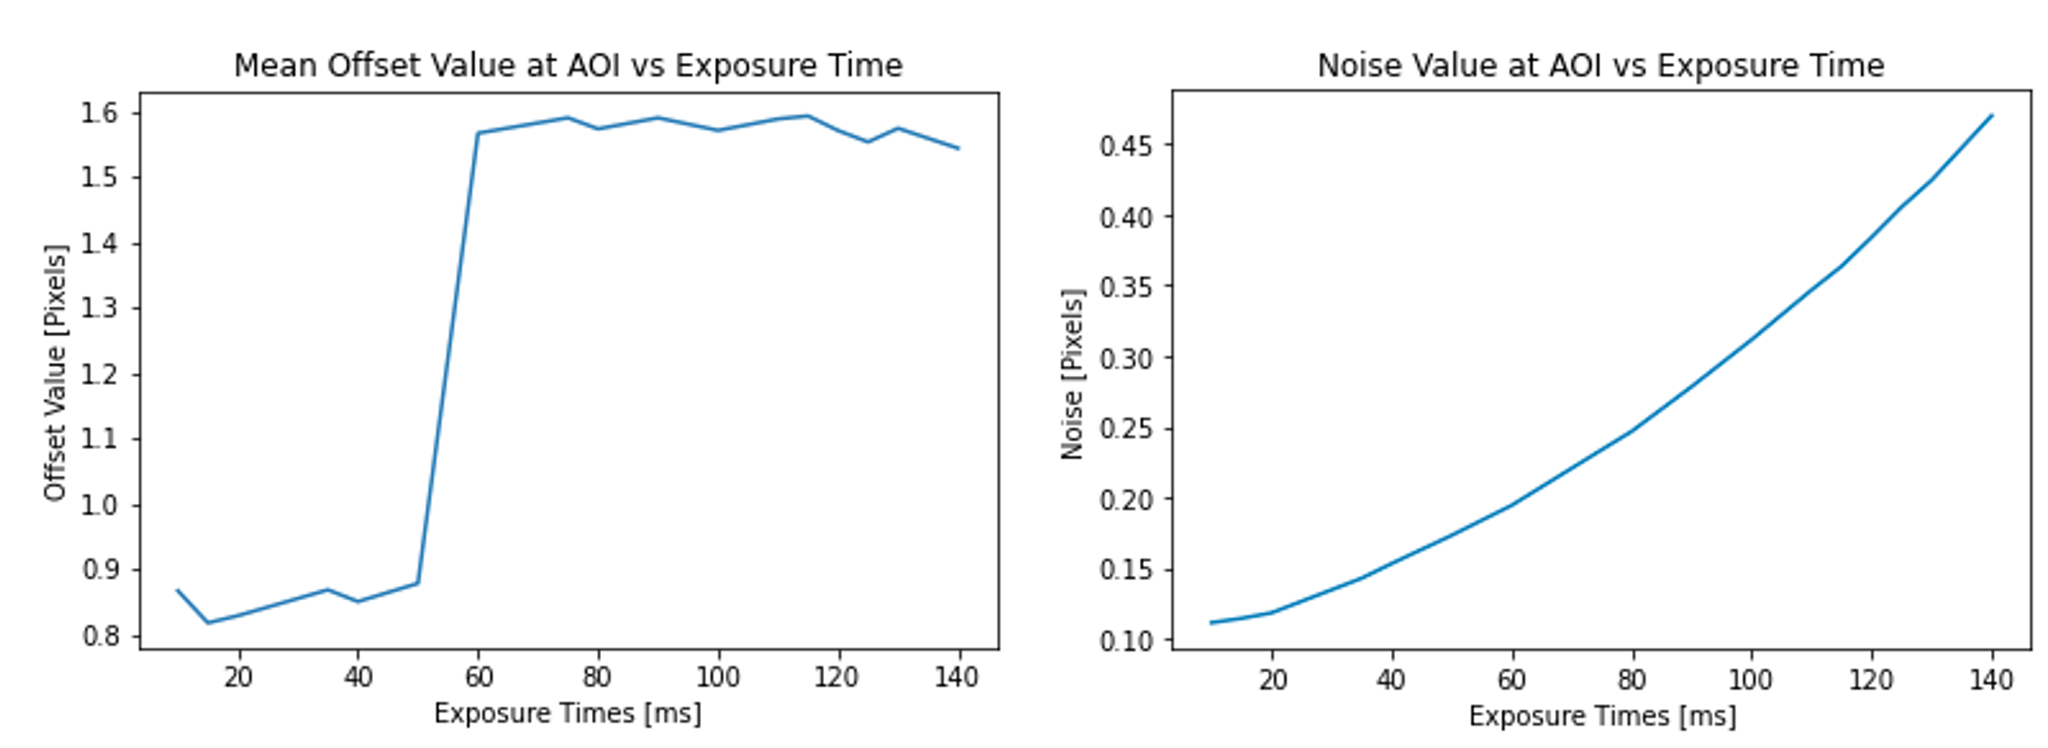 Mean Offset Value at AOI vs Exposure Time
Offset Value [Pixels]
1.6
1.5
1.4
1.3
1.2
1.1
1.0
0.9
0.8
20 40 60 80 100 120 140
Exposure Times [ms]
Noise Value at AOI vs Exposure Time
Noise [Pixels]
0.45
0.40
0.35
0.30
0.25
0.20
0.15
0.10
20 40 60 80 100 120 140
Exposure Times [ms]